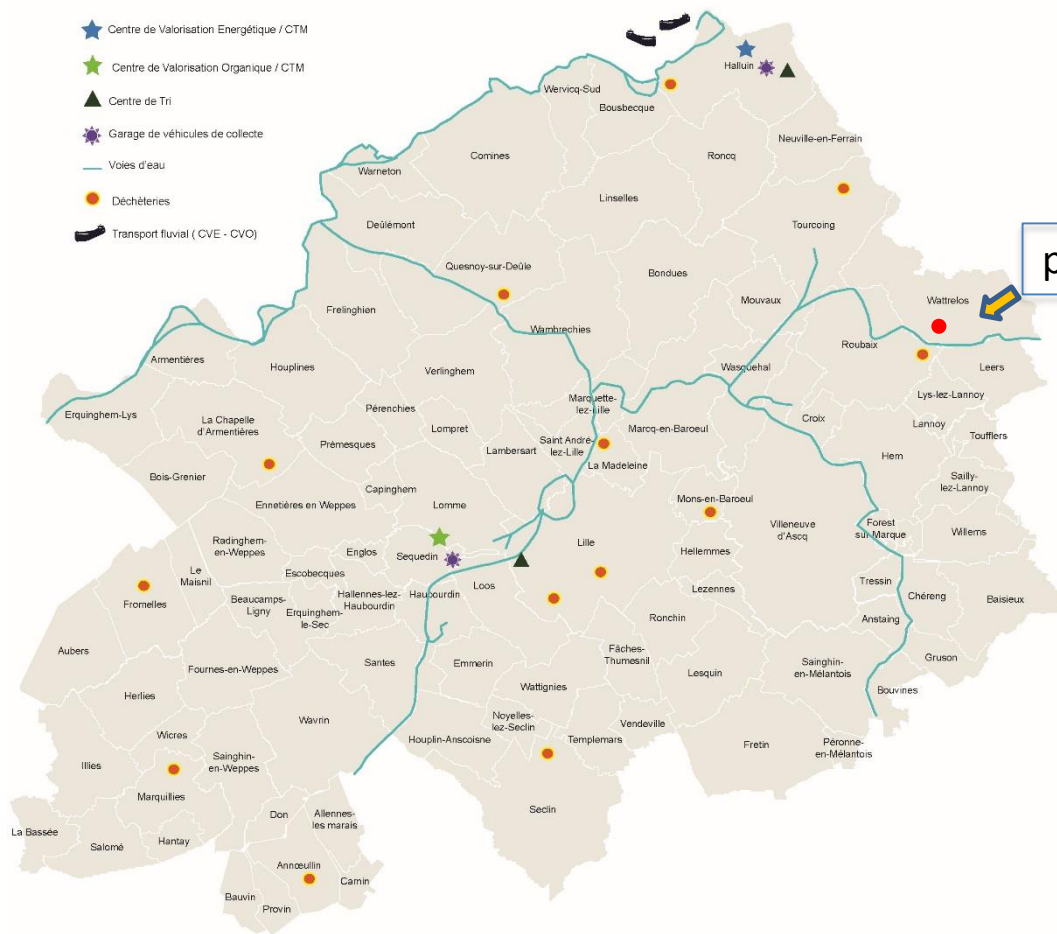 Centre de Valorisation Energétique / CTM
Centre de Valorisation Organique / CTM
Centre de Tri
Garage de véhicules de collecte
Voies d'eau
Déchèteries
Transport fluvial ( CVE - CVO)
Halluin
Wervicq-Sud
Bousbecque
Neuville-en-Ferrain
Roncq
Comines
Warneton
Linselles
Tourcoing
Deûlémont
p
Quesnoy-sur-Deûle
Bondues
Mouvaux
Wattrelos
Frelinghien
Wambrechies
Roubaix
Armentières
Houplines
Verlinghem
Wasquehal
Leers
Erquinghem-Lys
Pérenchies
Marquette-
lez-Lille
Lys-lez-Lannoy
La Chapelle
d'Armentières
Lompret
Marcq-en-Baroeul
Croix
Lannoy
Toufflers
Prémesques
Lambersart
Saint André-
lez-Lille
La Madeleine
Hem
Bois-Grenier
Capinghem
Sailly-
lez-Lannoy
Ennetières en Weppes
Lomme
Mons-en-Baroeul
Villeneuve
d'Ascq
Forest
sur Marque
Willems
Radinghem-
en-Weppes
Englos
Sequedin
Lille
Hellemmes
Le
Maisnil
Escobecques
Loos
Lezennes
Tressin
Chéreng
Baisieux
Fromelles
Beaucamps-
Ligny
Erquinghem-
le-Sec
Hallennes-lez-
Haubourdin
Haubourdin
Ronchin
Anstaing
Aubers
Fournes-en-Weppes
Santes
Emmerin
Fâches-
Thumesnil
Lesquin
Sainghin-
en-Mélantois
Gruson
Herlies
Wattignies
Bouvines
Wicres
Wavrin
Noyelles-
lez-Seclin
Vendeville
Illies
Sainghin-
en-Weppes
Houplin-Anscoisne
Templemars
Fretin
Péronne-
en-Mélantois
Marquillies
Seclin
La Bassée
Salomé
Hantay
Don
Allennes-
les marais
Annœullin
Carnin
Bauvin
Provin